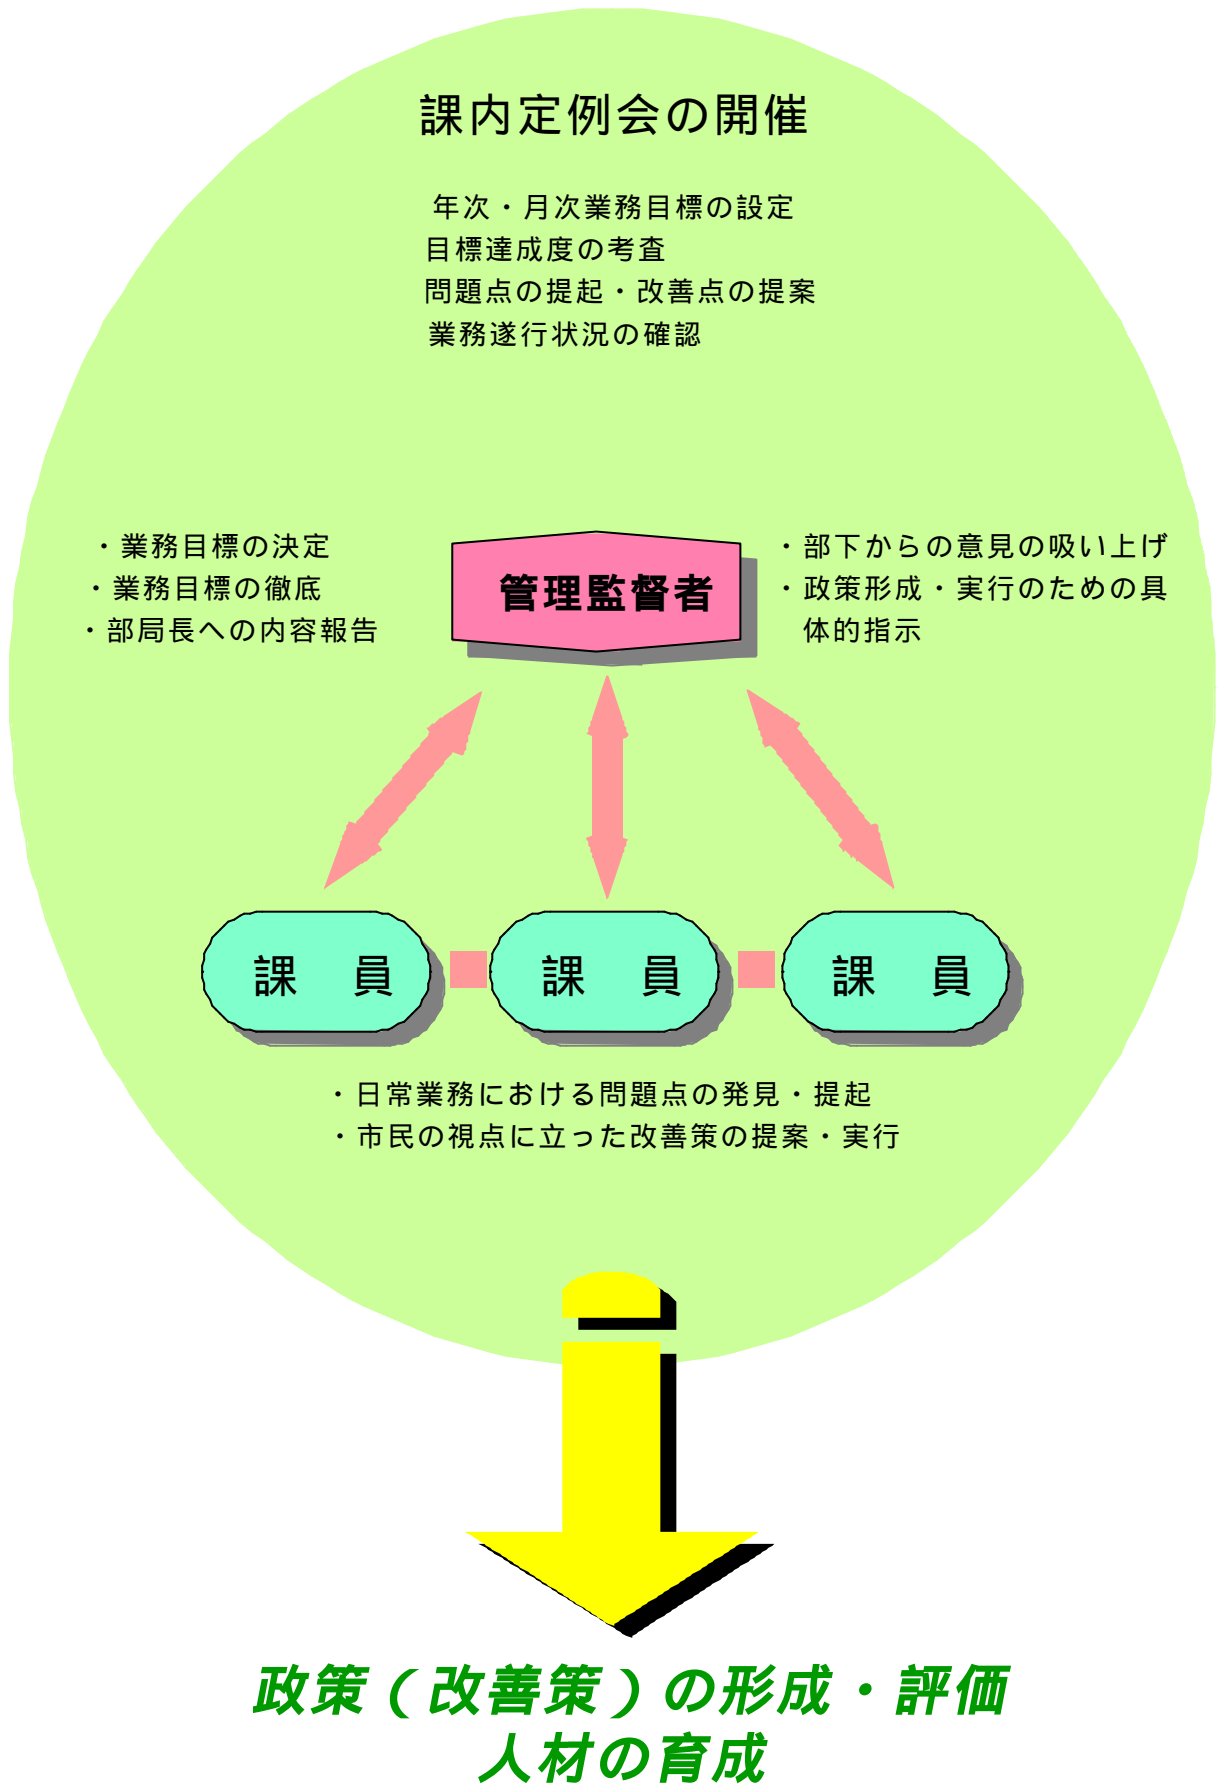 課内定例会の開催
年次・月次業務目標の設定
目標達成度の考査
問題点の提起・改善点の提案
業務遂行状況の確認
・業務目標の決定
・業務目標の徹底
・部局長への内容報告
管理監督者
・部下からの意見の吸い上げ
・政策形成・実行のための具
体的指示
課　員
課　員
課　員
・日常業務における問題点の発見・提起
・市民の視点に立った改善策の提案・実行
政策（改善策）の形成・評価
人材の育成